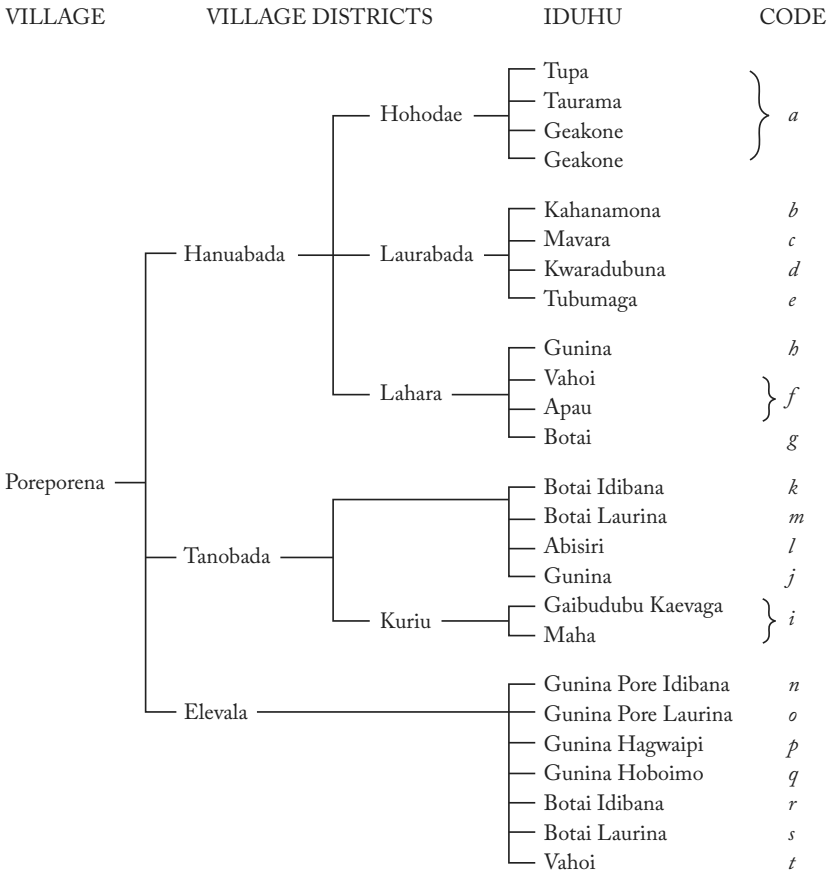 VILLAGE VILLAGE DISTRICTS IDUHU CODE
Tupa
Taurama
Hohodae a
Geakone
Geakone
Kahanamona b
Mavara c
Hanuabada Laurabada
Kwaradubuna d
Tubumaga e
Gunina h
Vahoi
Lahara f
Apau
Botai g
Poreporena
Botai Idibana k
Botai Laurina m
Abisiri l
Tanobada
Gunina j
Gaibudubu Kaevaga
Kuriu i
Maha
Gunina Pore Idibana n
Elevala Gunina Pore Laurina o
Gunina Hagwaipi p
Gunina Hoboimo q
Botai Idibana r
Botai Laurina s
Vahoi t